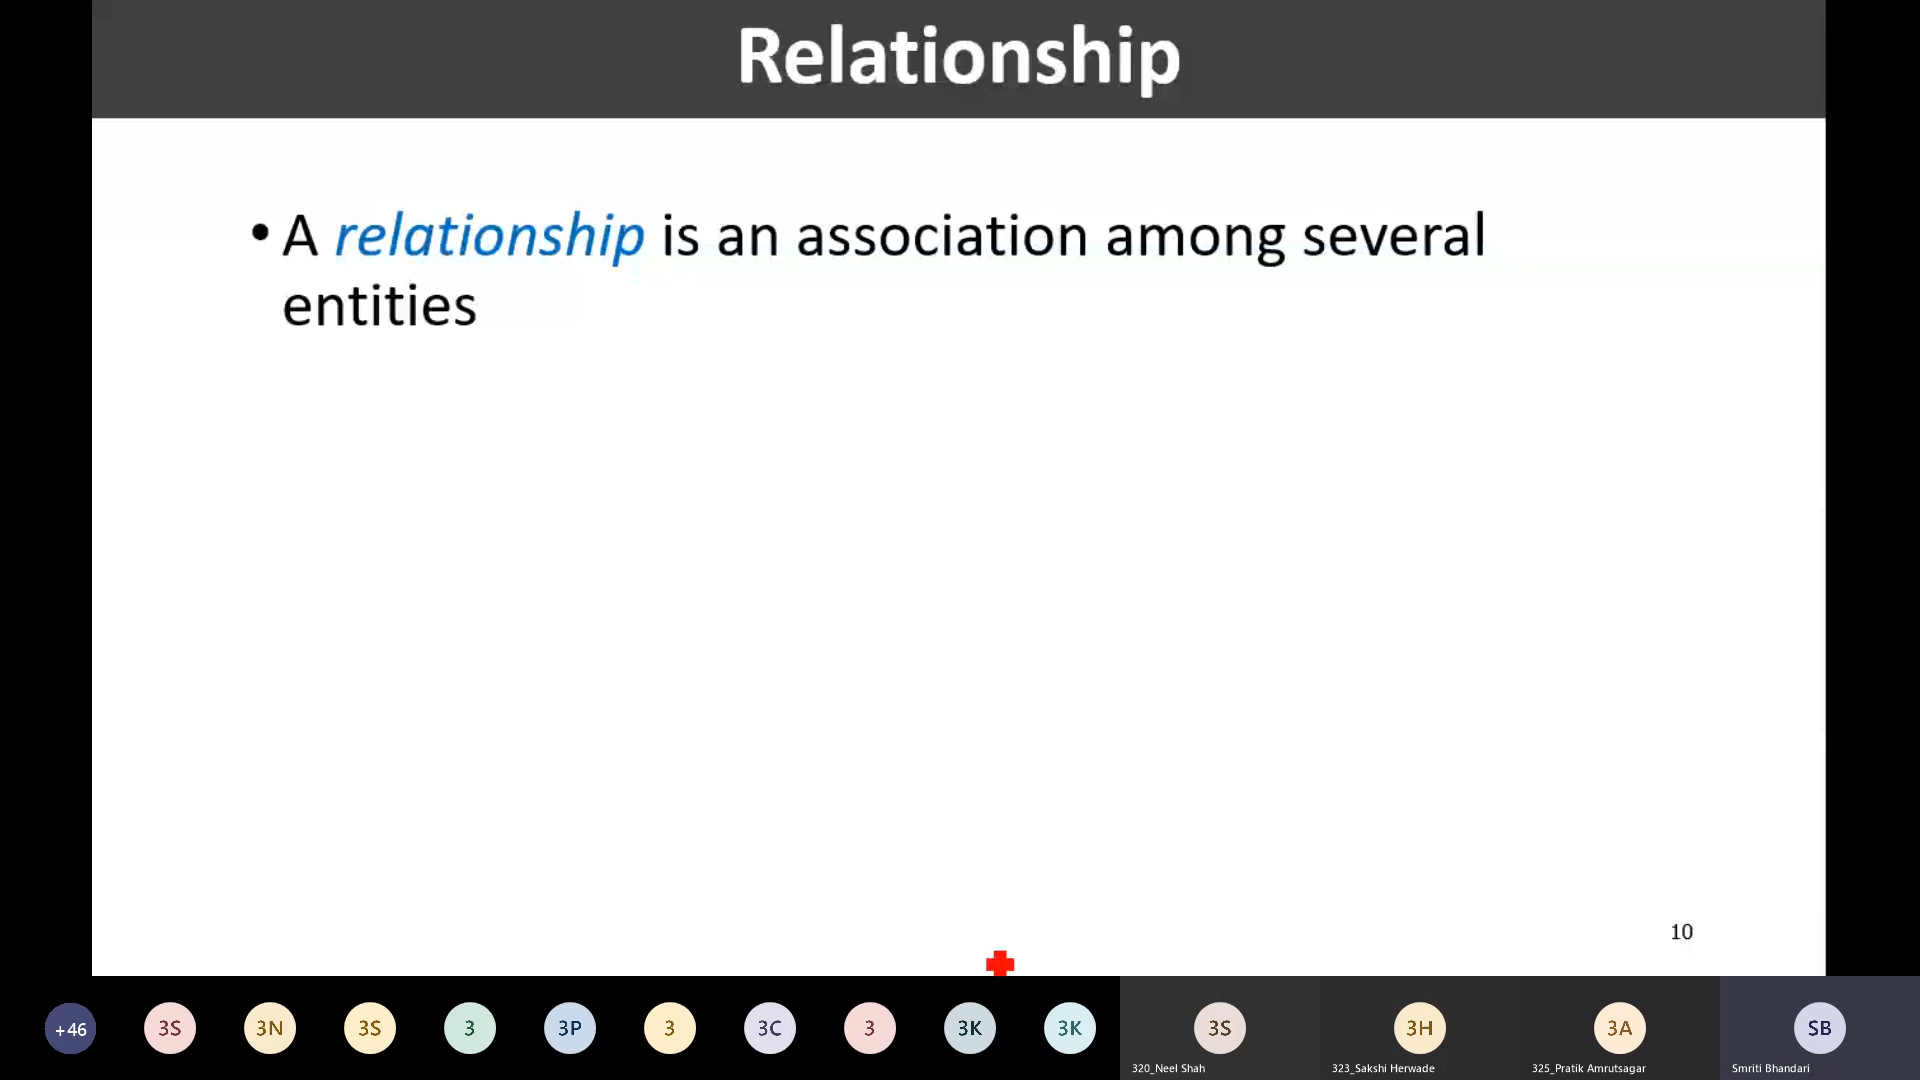 Relationship
• A relationship is an association among several
entities
10
+46 3S 3N 3S 3 3P 3 3C 3 3K 3K 3S 3H 3A SB
320_Neel Shah 323_Sakshi Herwade 325_Pratik Amrutsagar Smriti Bhandari